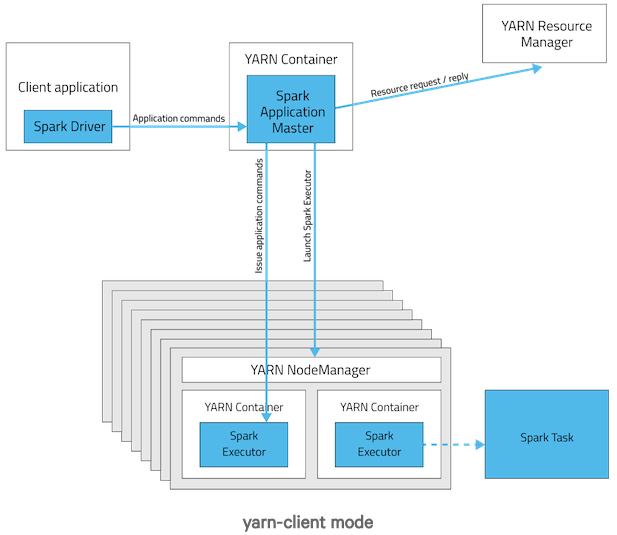 YARN Resource
Manager
YARN Container
Client application
Spark
Application
Master
Spark Driver
Application commands
Resource request / reply
Issue application commands
Launch Spark Executor
YARN NodeManager
YARN Container
YARN Container
Spark
Executor
Spark
Executor
Spark Task
yarn-client mode